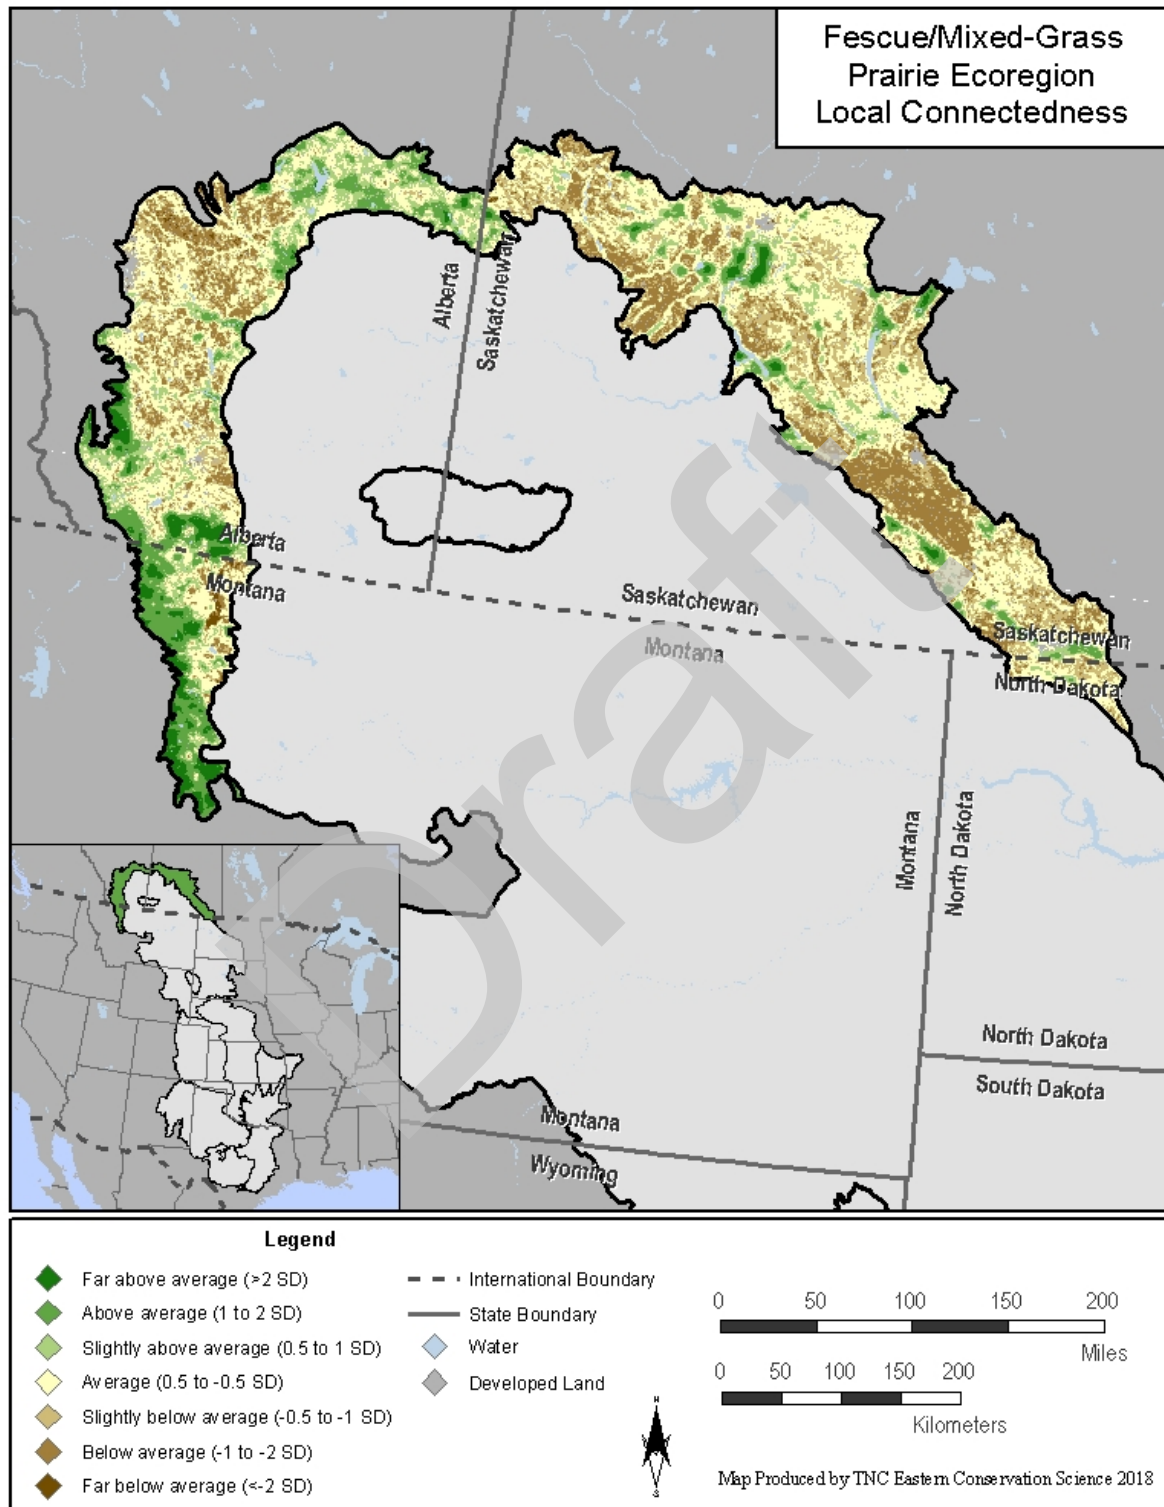 Fescue/Mixed-Grass
Prairie Ecoregion
Local Connectedness
Alberta
Saskatchewan
Alberta
Montana
Saskatchewan
Montana
Saskatchewan
North Dakota
Draft
Montana
North Dakota
North Dakota
South Dakota
Montana
Wyoming
Legend
Far above average (>2 SD)
Above average (1 to 2 SD)
Slightly above average (0.5 to 1 SD)
Average (0.5 to -0.5 SD)
Slightly below average (-0.5 to -1 SD)
Below average (-1 to -2 SD)
Far below average (<-2 SD)
International Boundary
State Boundary
Water
Developed Land
N
S
0 50 100 150 200
Miles
0 50 100 150 200
Kilometers
Map Produced by TNC Eastern Conservation Science 2018